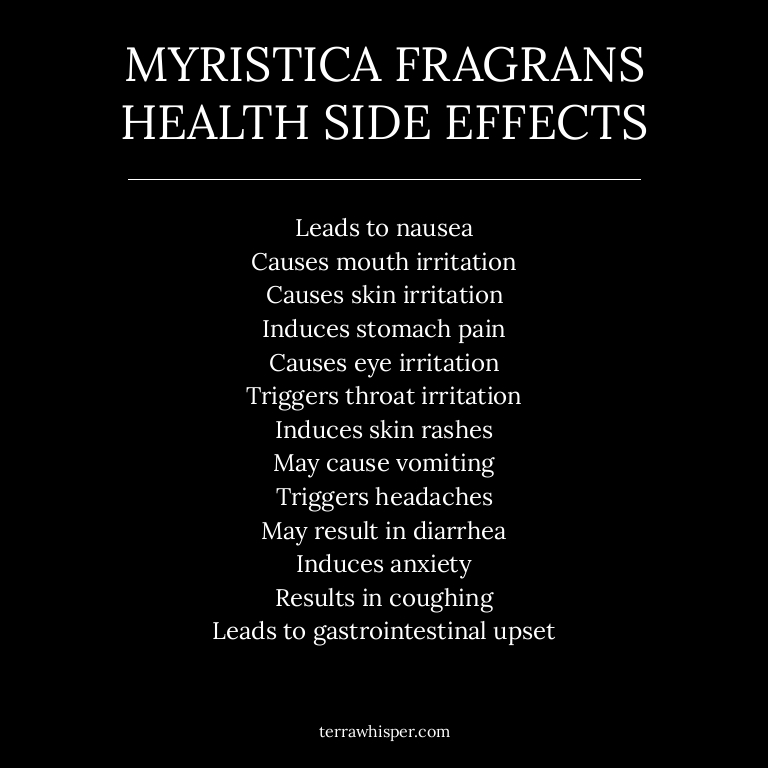 MYRISTICA FRAGRANS
HEALTH SIDE EFFECTS
Leads to nausea
Causes mouth irritation
Causes skin irritation
Induces stomach pain
Causes eye irritation
Triggers throat irritation
Induces skin rashes
May cause vomiting
Triggers headaches
May result in diarrhea
Induces anxiety
Results in coughing
Leads to gastrointestinal upset
terrawhisper.com